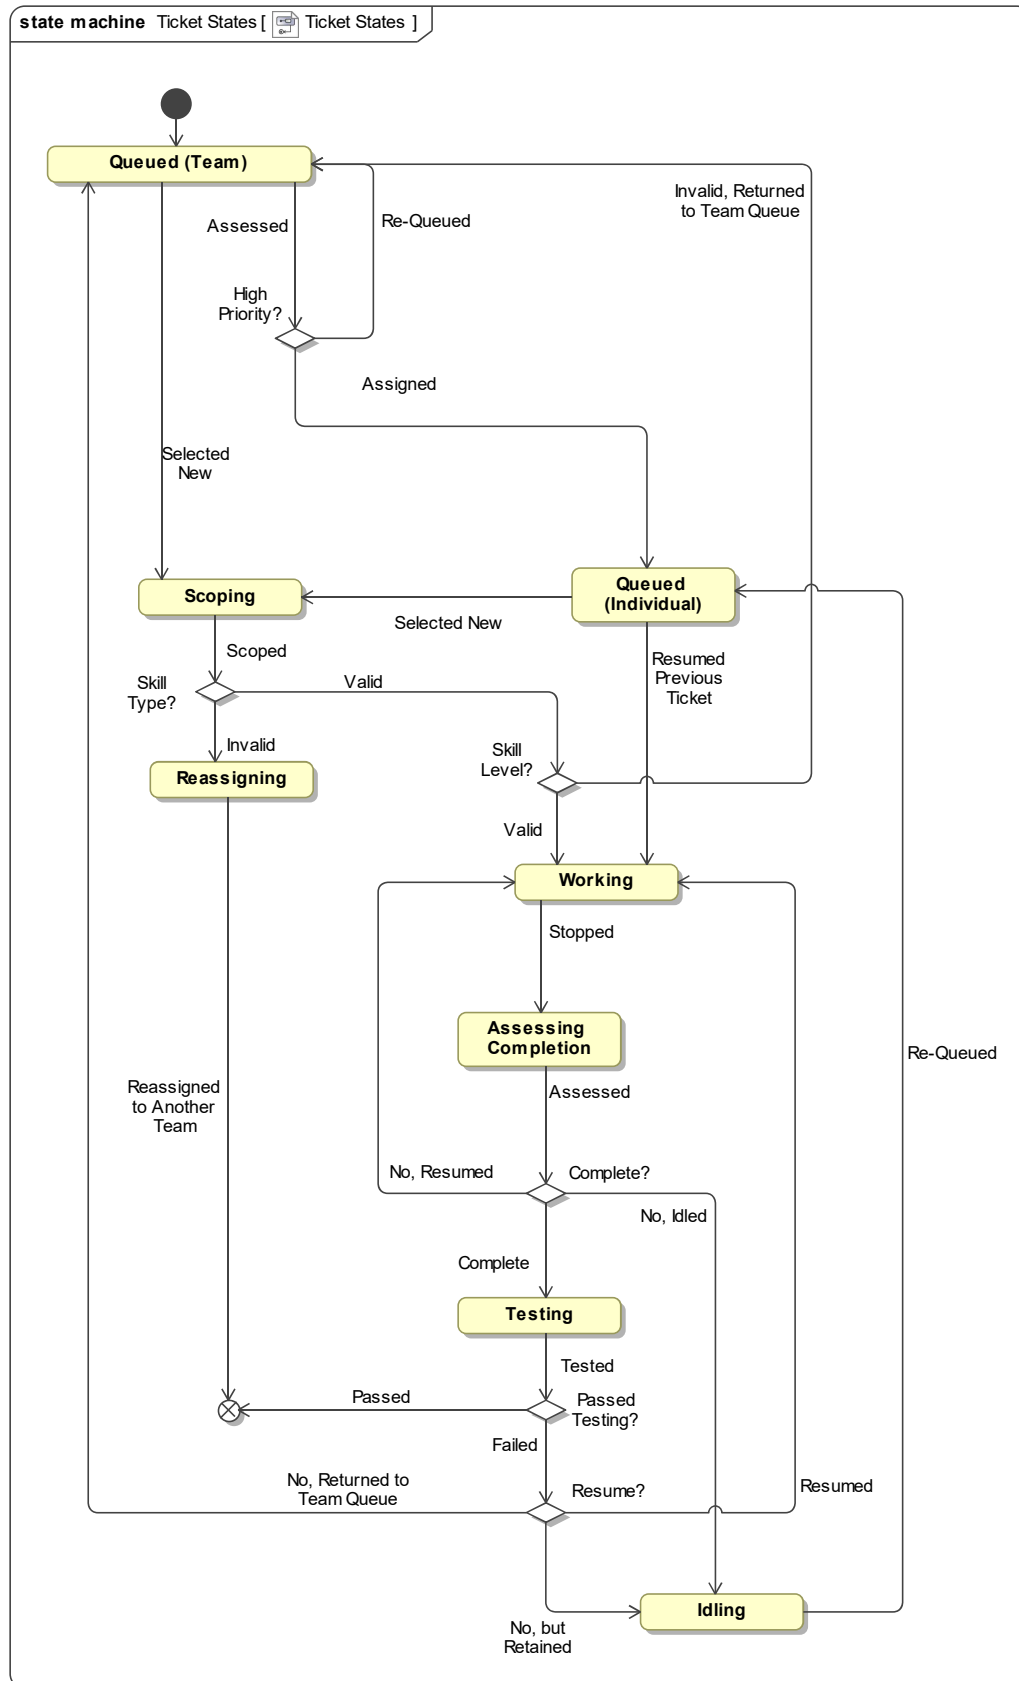 state machine Ticket States [ Ticket States ]
Queued (Team)
Invalid, Returned
to Team Queue
Assessed
Re-Queued
High
Priority?
Assigned
Selected
New
Queued
(Individual)
Scoping
Selected New
Scoped
Resumed
Previous
Ticket
Skill
Type?
Valid
Invalid
Skill
Level?
Reassigning
Valid
Working
Stopped
Assessing
Completion
Re-Queued
Reassigned
to Another
Team
Assessed
No, Resumed
Complete?
No, Idled
Complete
Testing
Tested
Passed
Passed
Testing?
Failed
No, Returned to
Team Queue
Resume?
Resumed
Idling
No, but
Retained